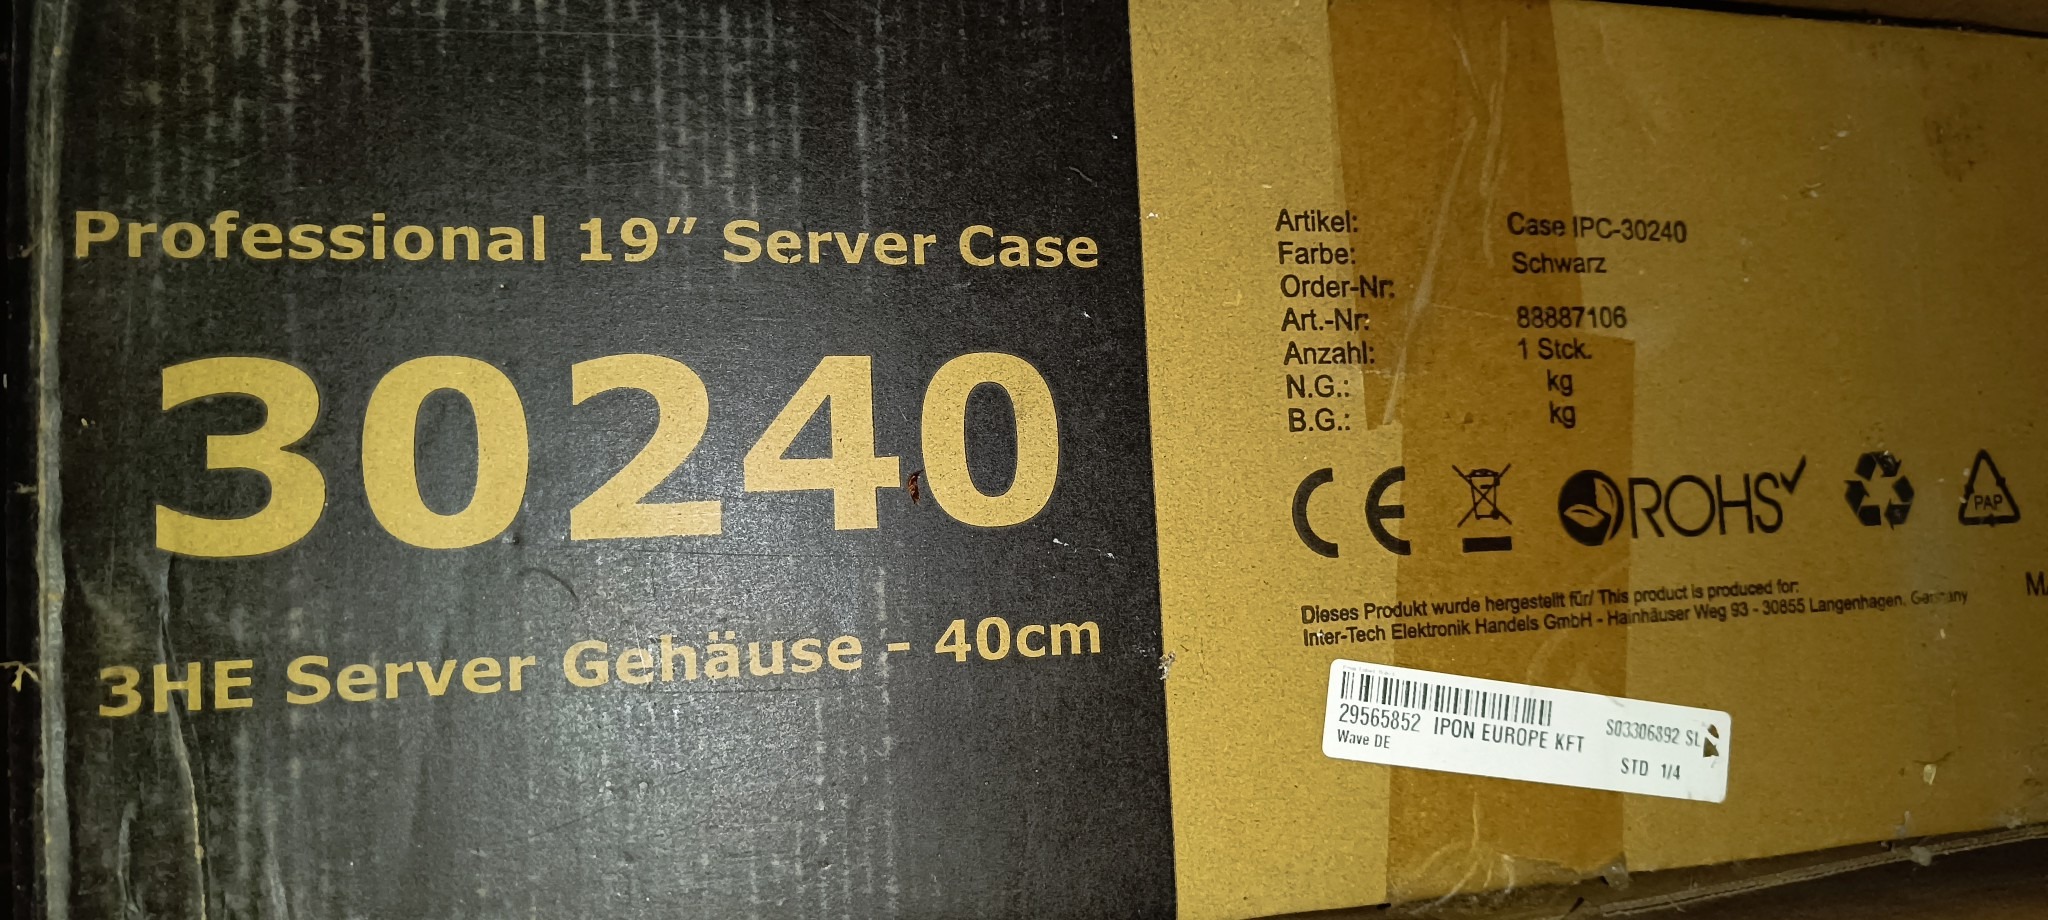 Professional 19” Server Case
30240
3HE Server Gehäuse - 40cm
Artikel: Case IPC-30240
Farbe: Schwarz
Order-Nr:
Art.-Nr: 88887106
Anzahl: 1 Stck.
N.G.: kg
B.G.: kg
CE ROHS PAP
Dieses Produkt wurde hergestellt für/ This product is produced for:
Inter-Tech Elektronik Handels GmbH - Hainhäuser Weg 93 - 30855 Langenhagen, Germany
29565852 IPON EUROPE KFT S03306892 SL
Wave DE STD 1/4